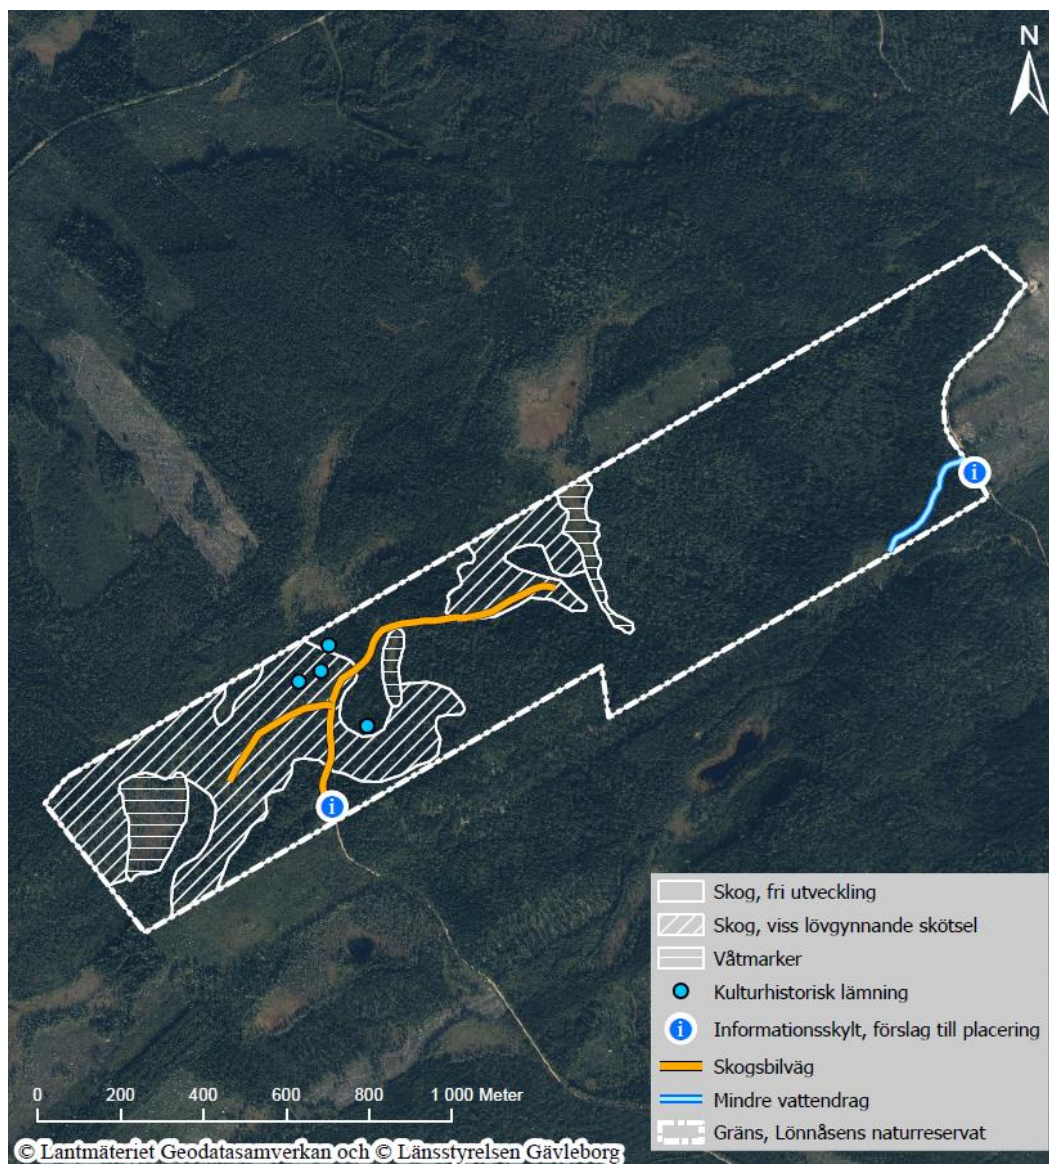 N
Skog, fri utveckling
Skog, viss lövgynnande skötsel
Våtmarker
Kulturhistorisk lämning
i Informationsskylt, förslag till placering
Skogsbilväg
Mindre vattendrag
Gräns, Lönnåsens naturreservat
i
i
0 200 400 600 800 1 000 Meter
© Lantmäteriet Geodatasamverkan och © Länsstyrelsen Gävleborg